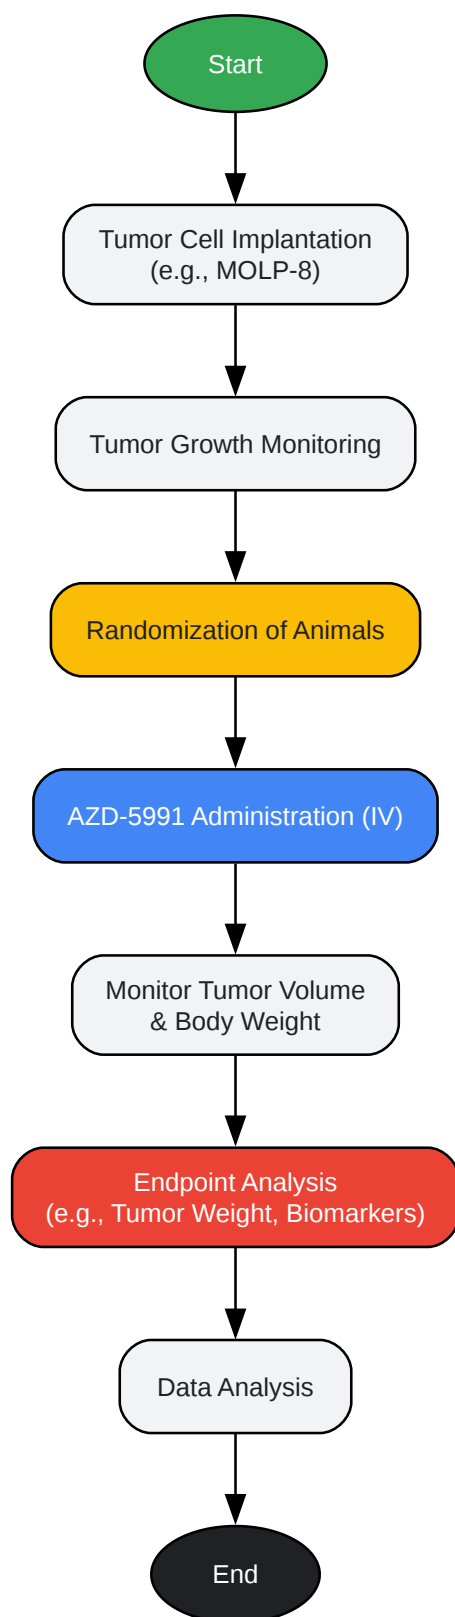 Start
Tumor Cell Implantation
(e.g., MOLP-8)
Tumor Growth Monitoring
Randomization of Animals
AZD-5991 Administration (IV)
Monitor Tumor Volume
& Body Weight
Endpoint Analysis
(e.g., Tumor Weight, Biomarkers)
Data Analysis
End